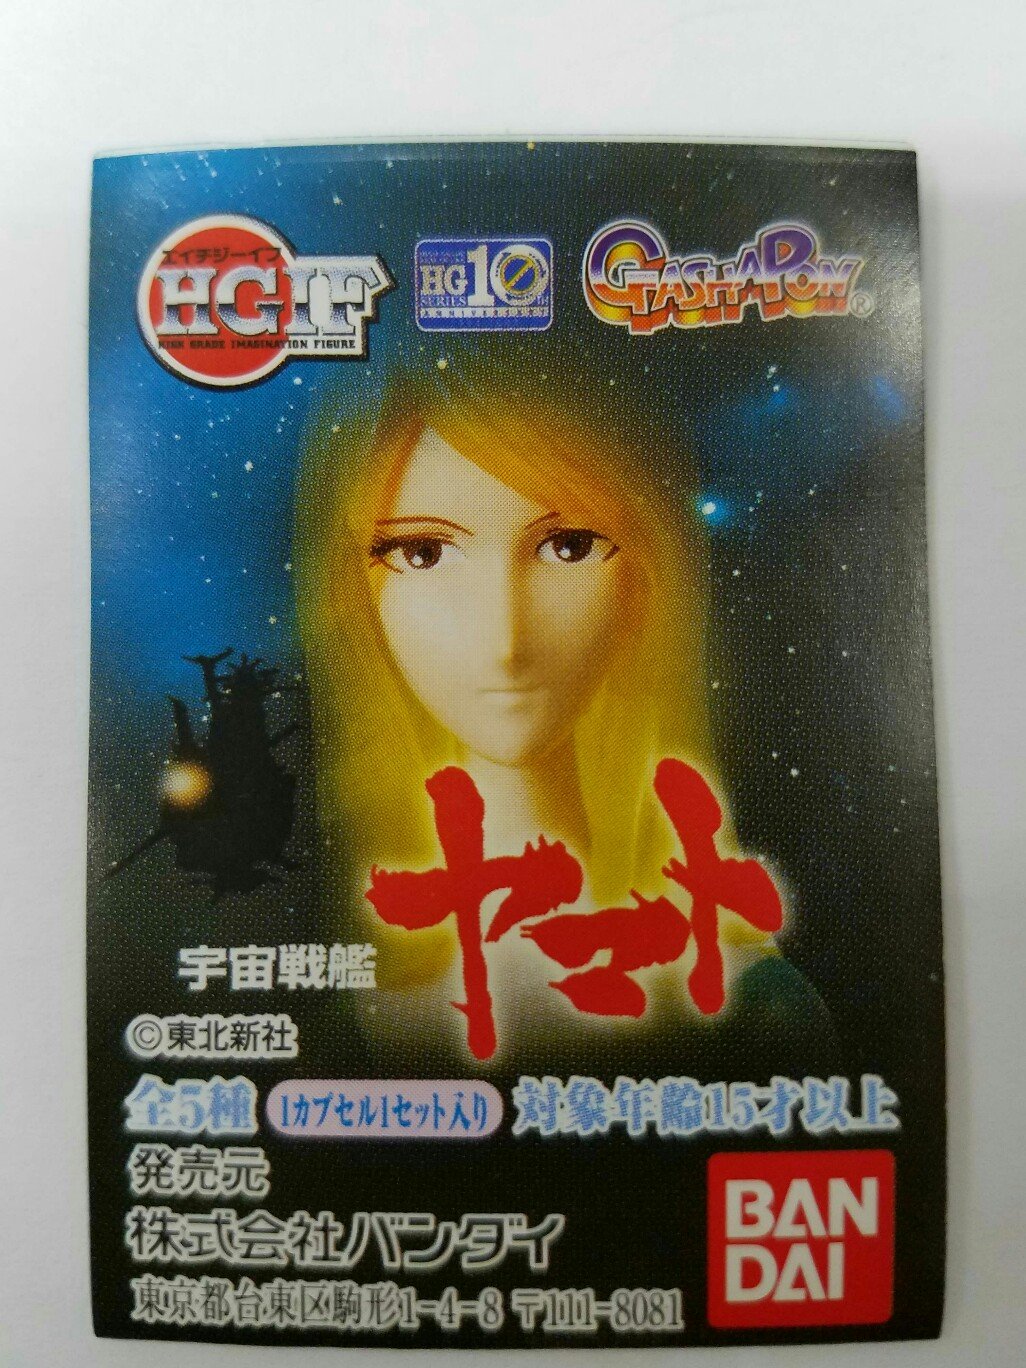 エイチジーイフ
HGIF
HIGH GRADE IMAGINATION FIGURE
HG
SERIES
10
th
ANNIVERSARY
GASHAPON®
宇宙戦艦
ヤマト
©東北新社
全5種 1カプセル1セット入り 対象年齢15才以上
発売元
株式会社バンダイ
東京都台東区駒形1-4-8 〒111-8081
BAN
DAI